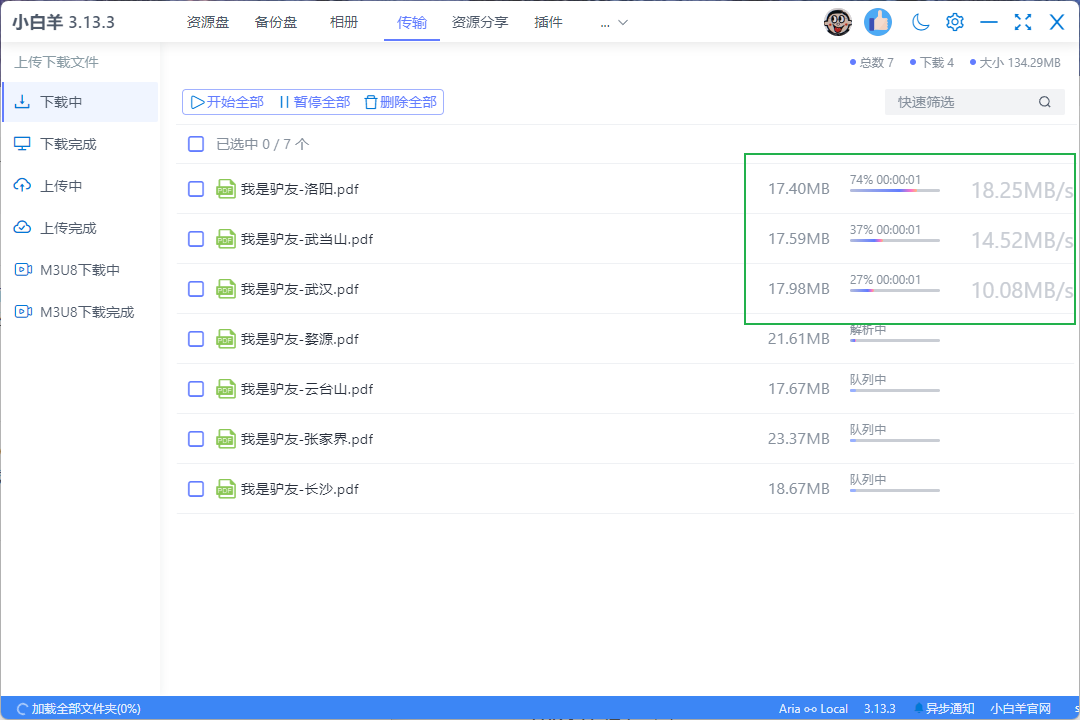 小白羊 3.13.3 资源盘 备份盘 相册 传输 资源分享 插件 ...
上传下载文件 总数 7 下载 4 大小 134.29MB
下载中 开始全部 暂停全部 删除全部 快速筛选
下载完成 已选中 0 / 7 个
上传中 PDF 我是驴友-洛阳.pdf 17.40MB 74% 00:00:01 18.25MB/s
上传完成 PDF 我是驴友-武当山.pdf 17.59MB 37% 00:00:01 14.52MB/s
M3U8下载中 PDF 我是驴友-武汉.pdf 17.98MB 27% 00:00:01 10.08MB/s
M3U8下载完成 PDF 我是驴友-婺源.pdf 21.61MB 解析中
PDF 我是驴友-云台山.pdf 17.67MB 队列中
PDF 我是驴友-张家界.pdf 23.37MB 队列中
PDF 我是驴友-长沙.pdf 18.67MB 队列中
加载全部文件夹(0%) Aria Local 3.13.3 异步通知 小白羊官网